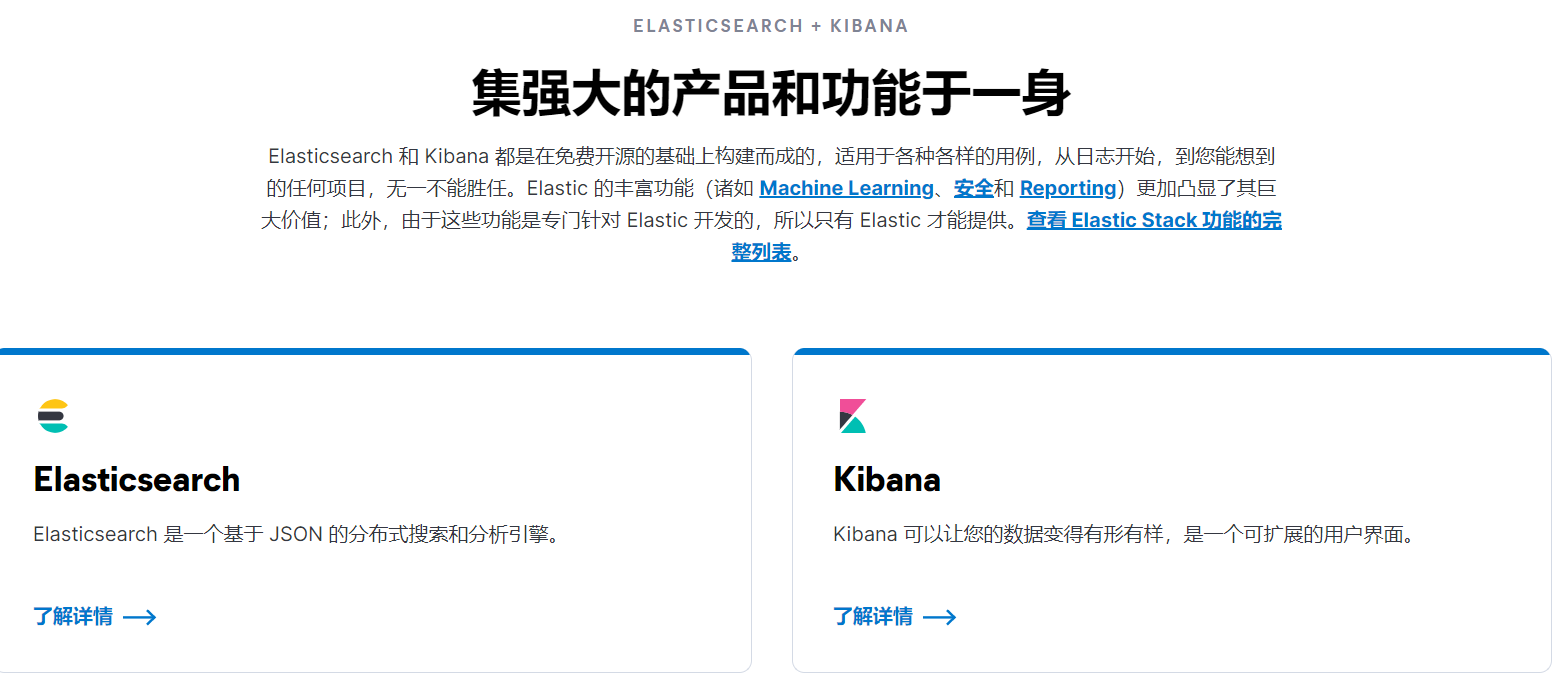 ELASTICSEARCH + KIBANA
集强大的产品和功能于一身
Elasticsearch 和 Kibana 都是在免费开源的基础上构建而成的，适用于各种各样的用例，从日志开始，到您能想到
的任何项目，无一不能胜任。Elastic 的丰富功能（诸如 Machine Learning、安全和 Reporting）更加凸显了其巨
大价值；此外，由于这些功能是专门针对 Elastic 开发的，所以只有 Elastic 才能提供。查看 Elastic Stack 功能的完
整列表。
Elasticsearch
Elasticsearch 是一个基于 JSON 的分布式搜索和分析引擎。
了解详情
Kibana
Kibana 可以让您的数据变得有形有样，是一个可扩展的用户界面。
了解详情